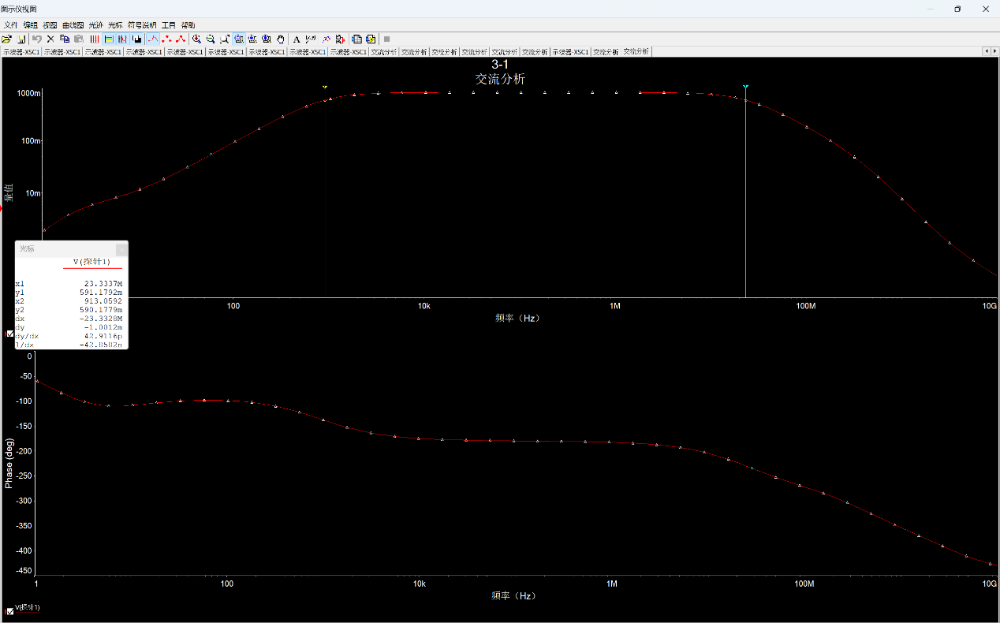 图示仪视图
文件 编辑 视图 曲线图 光迹 光标 符号说明 工具 帮助
示波器-XSC1 示波器-XSC1 示波器-XSC1 示波器-XSC1 示波器-XSC1 示波器-XSC1 示波器-XSC1 示波器-XSC1 示波器-XSC1 交流分析 交流分析 交流分析 交流分析 交流分析 交流分析 示波器-XSC1 交流分析 交流分析
3-1
交流分析
1000m
100m
10m
量值
100 10k 1M 100M 10G
频率（Hz）
光标
V(探针1)
x1 23.3337M
y1 591.1792m
x2 913.0592
y2 590.1779m
dx -23.3328M
dy -1.0012m
dy/dx 42.9116p
1/dx -42.8582n
0
-50
-100
-150
-200
-250
-300
-350
-400
-450
Phase (deg)
1 100 10k 1M 100M 10G
频率（Hz）
V(探针1)